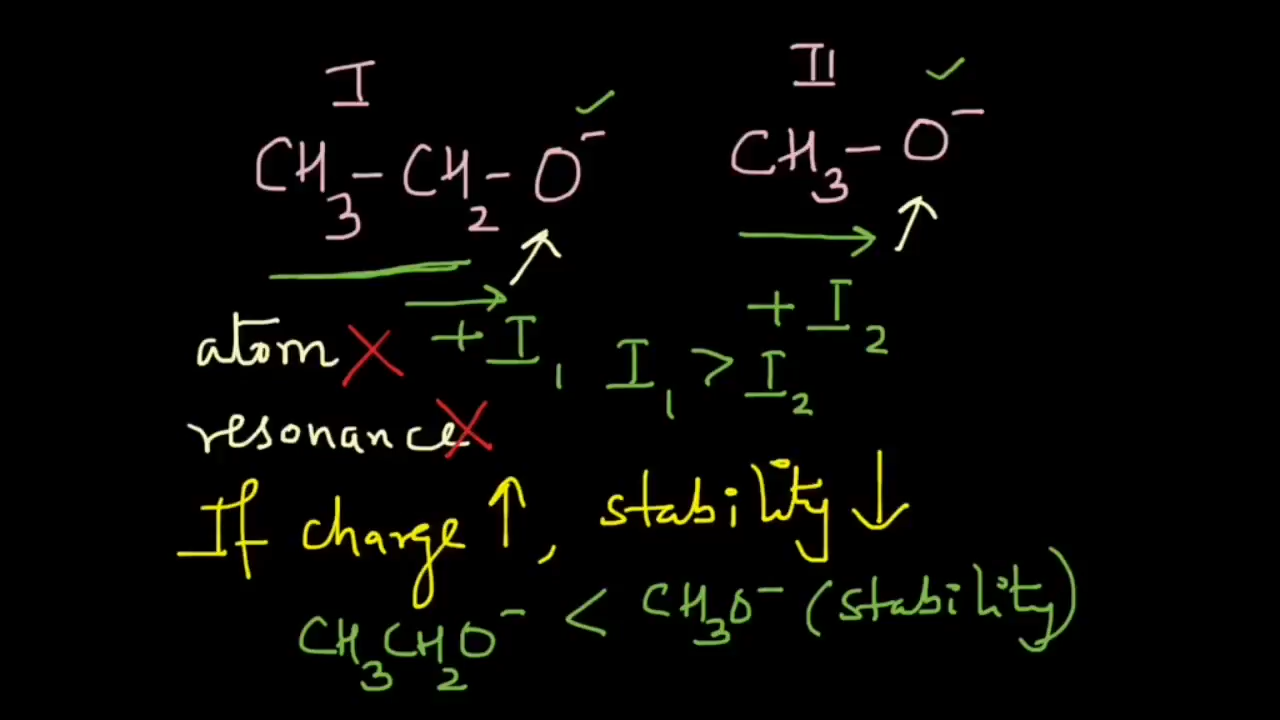 I
II
CH₃-CH₂-O⁻
CH₃-O⁻
+I₁
+I₂
atom
I₁ > I₂
resonance
If charge ↑, stability ↓
CH₃CH₂O⁻ < CH₃O⁻ (stability)